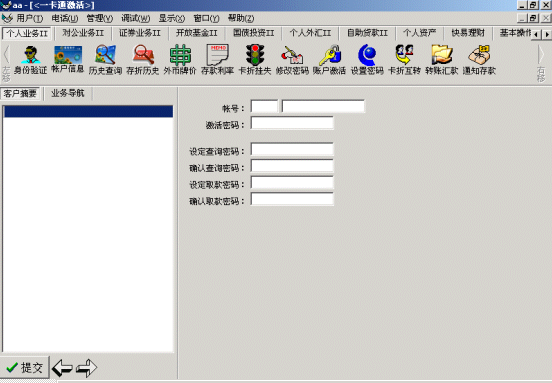 aa - [<一卡通激活>]
用户(T) 电话(U) 管理(V) 调试(W) 显示(X) 窗口(Y) 帮助(Z)
个人业务II 对公业务II 证券业务II 开放基金II 国债投资II 个人外汇II 自助贷款II 个人资产 快易理财 基本操作
左移 身份验证 帐户信息 历史查询 存折历史 外币牌价 存款利率 卡折挂失 修改密码 账户激活 设置密码 卡折互转 转账汇款 通知存款 右移
客户摘要 业务导航
帐号：
激活密码：
设定查询密码：
确认查询密码：
设定取款密码：
确认取款密码：
提交